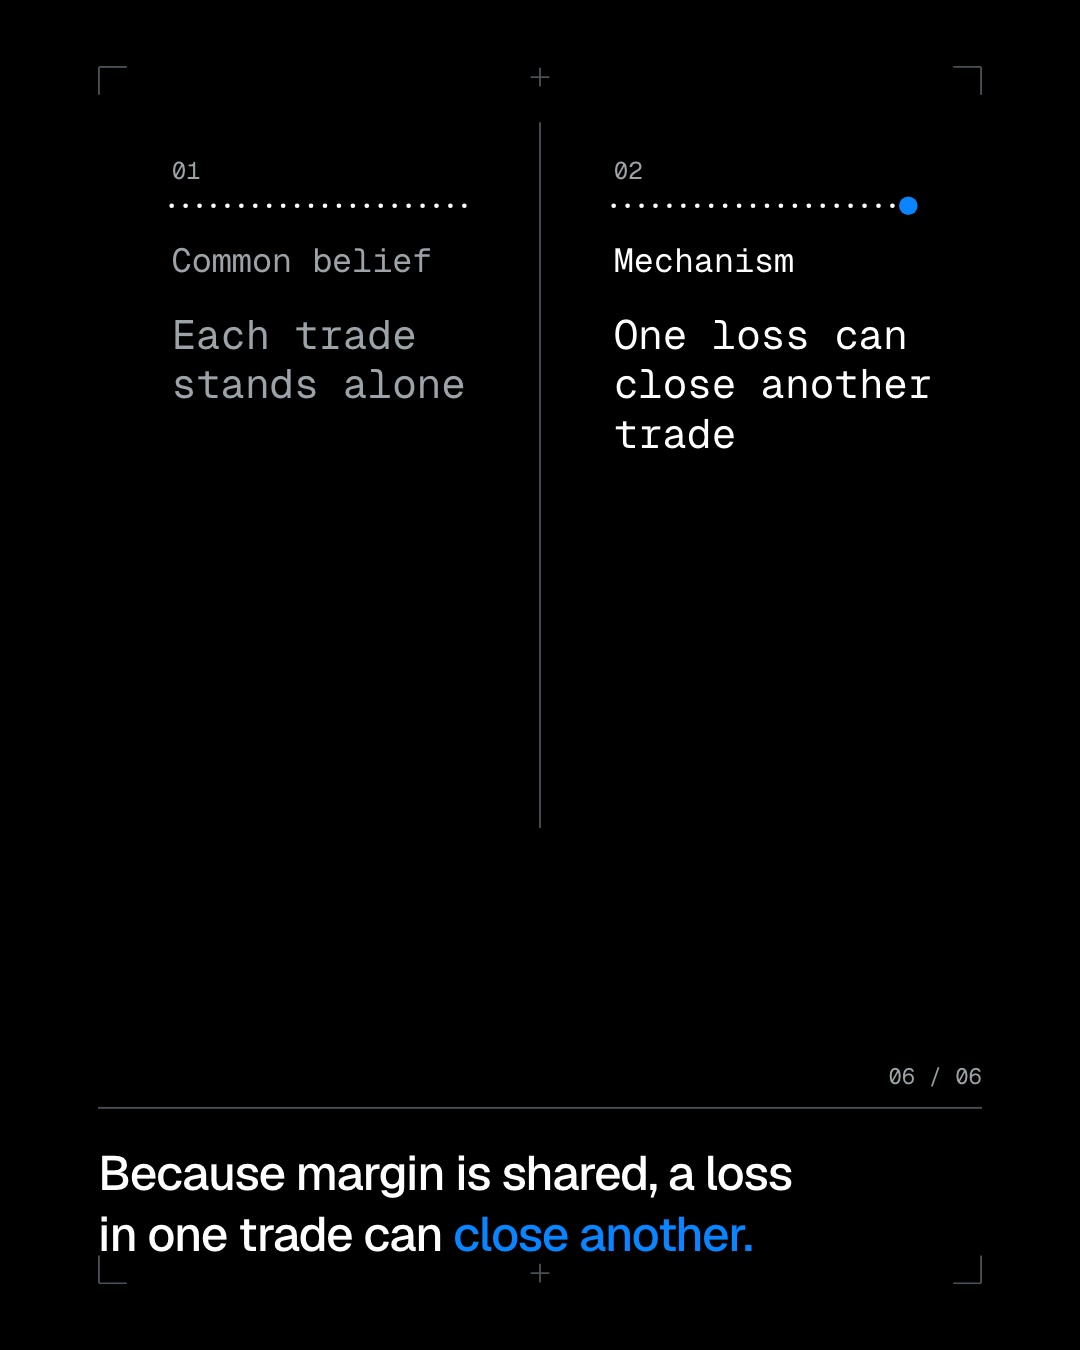 01
Common belief
Each trade
stands alone
02
Mechanism
One loss can
close another
trade
06 / 06
Because margin is shared, a loss
in one trade can close another.